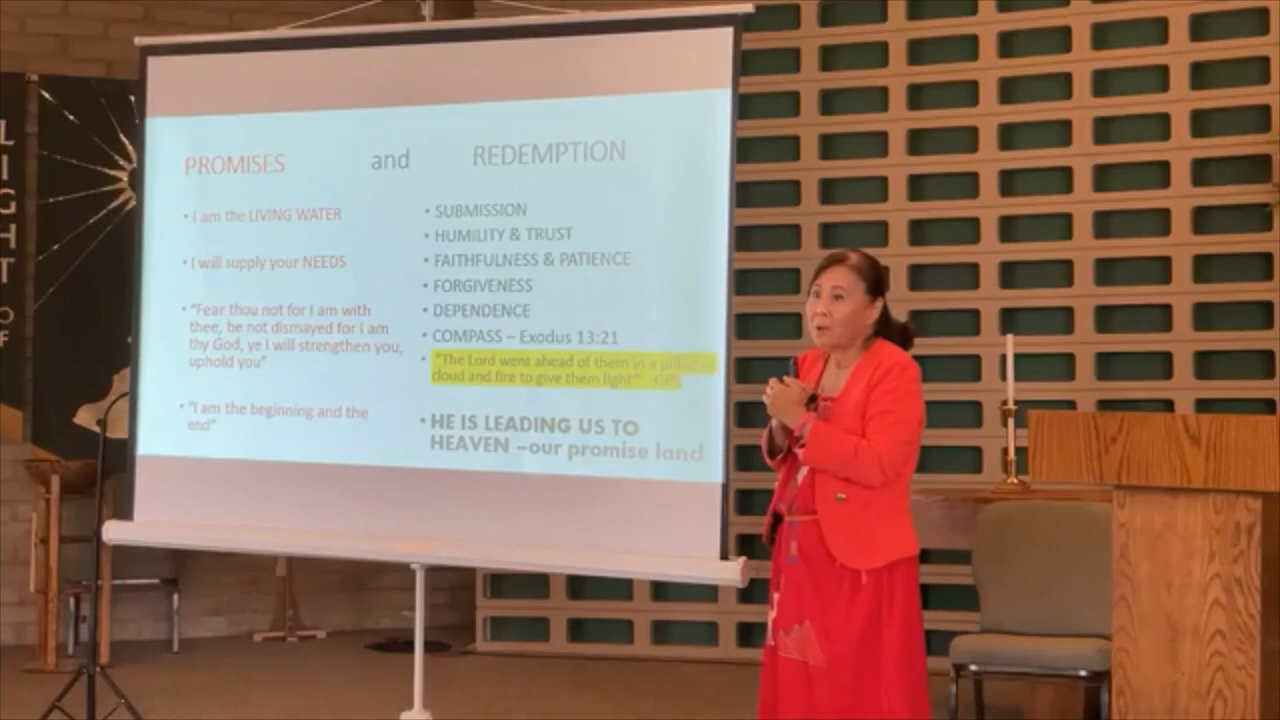 LIGHT
OF
PROMISES and REDEMPTION
• I am the LIVING WATER
• I will supply your NEEDS
• "Fear thou not for I am with
thee, be not dismayed for I am
thy God, ye I will strengthen you,
uphold you"
• "I am the beginning and the
end"
• SUBMISSION
• HUMILITY & TRUST
• FAITHFULNESS & PATIENCE
• FORGIVENESS
• DEPENDENCE
• COMPASS – Exodus 13:21
• "The Lord went ahead of them in a pillar
cloud and fire to give them light" GPS
• HE IS LEADING US TO
HEAVEN –our promise land